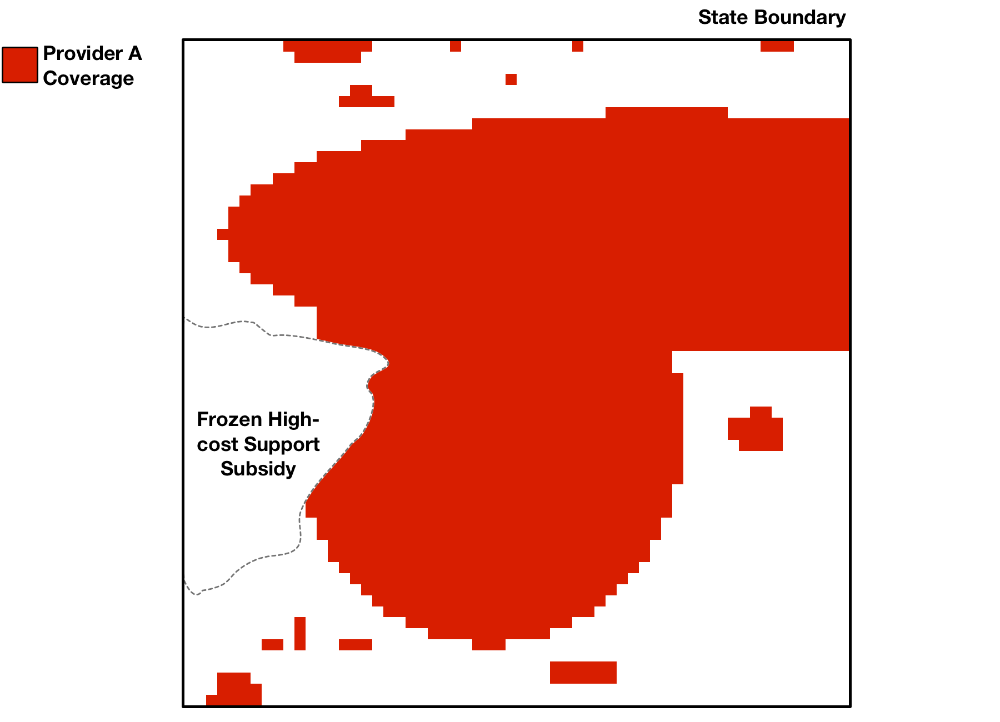 State Boundary
Provider A
Coverage
Frozen High-
cost Support
Subsidy